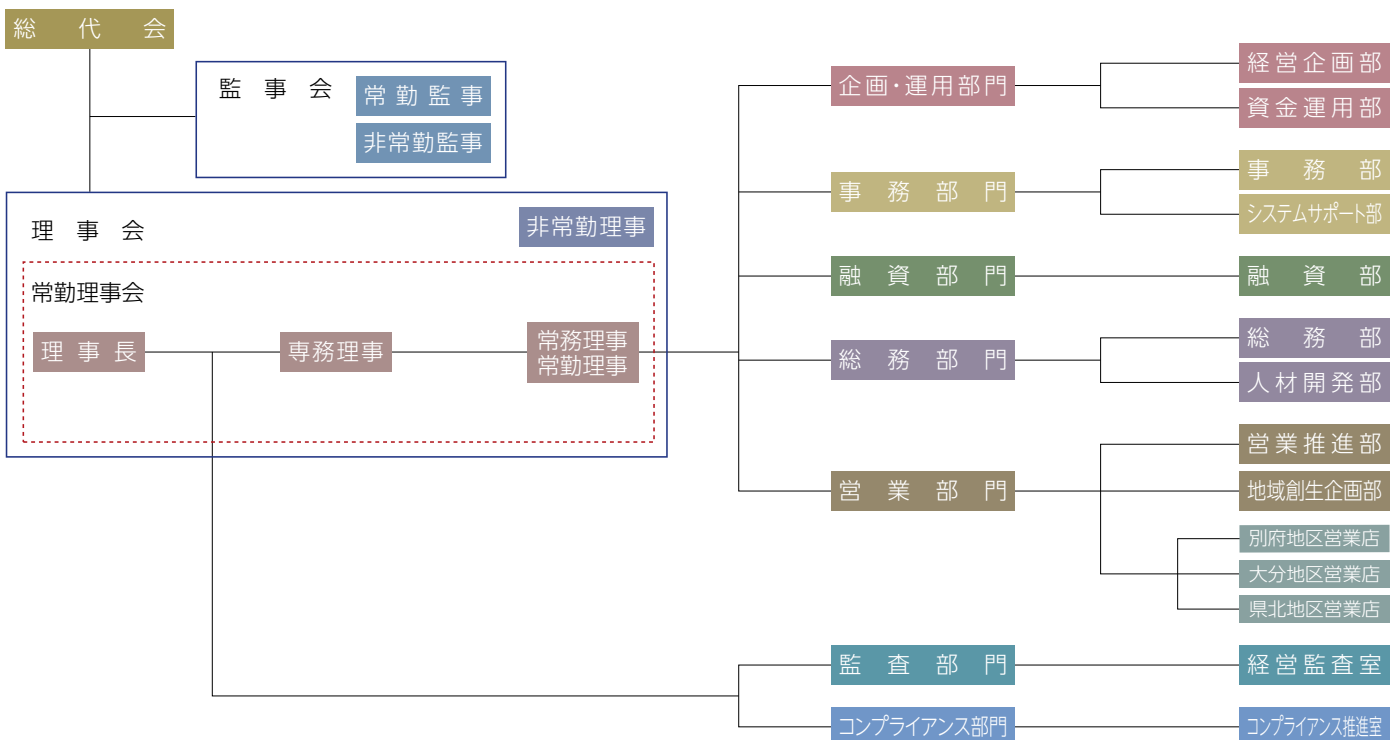 総代会
監事会
常勤監事
非常勤監事
理事会
非常勤理事
常勤理事会
理事長
専務理事
常務理事
常勤理事
企画・運用部門
経営企画部
資金運用部
事務部門
事務部
システムサポート部
融資部門
融資部
総務部門
総務部
人材開発部
営業部門
営業推進部
地域創生企画部
別府地区営業店
大分地区営業店
県北地区営業店
監査部門
経営監査室
コンプライアンス部門
コンプライアンス推進室